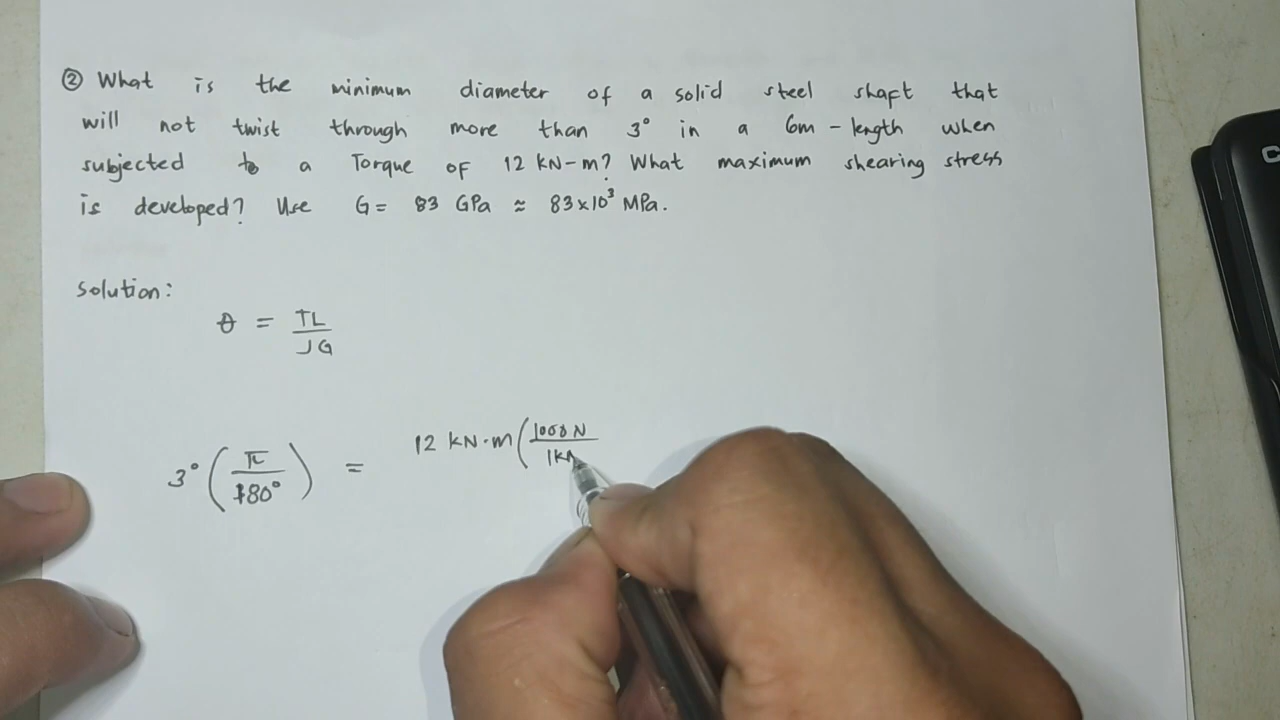 ② What is the minimum diameter of a solid steel shaft that
will not twist through more than 3° in a 6m - length when
subjected to a Torque of 12 kN-m? What maximum shearing stress
is developed? Use G = 83 GPa ≈ 83x10³ MPa.
Solution:
θ = TL/JG
3° (π/180°) = 12 kN·m (1000N/1kN